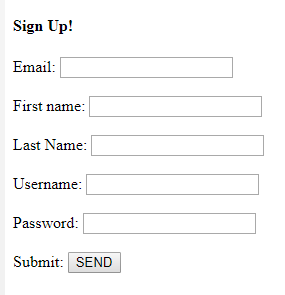 Sign Up!
Email:
First name:
Last Name:
Username:
Password:
Submit: SEND